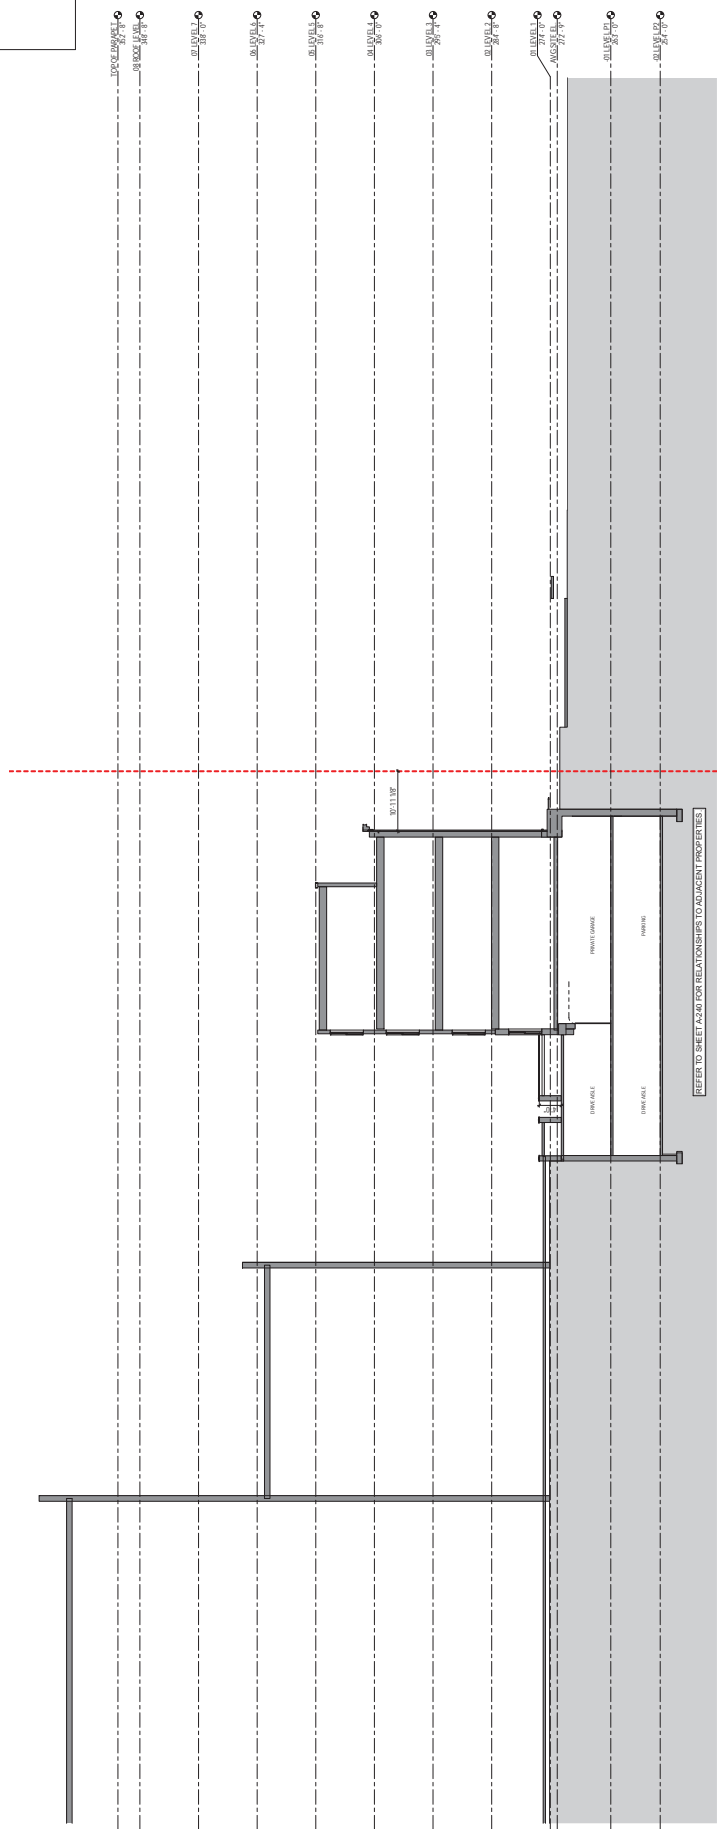 TOP OF PARAPET
352' - 8"
08 ROOF LEVEL
348' - 8"
07 LEVEL 7
338' - 0"
06 LEVEL 6
327' - 4"
05 LEVEL 5
316' - 8"
04 LEVEL 4
306' - 0"
03 LEVEL 3
295' - 4"
02 LEVEL 2
284' - 8"
01 LEVEL 1
274' - 0"
AVG SITE EL.
272' - 9"
-01 LEVEL P1
263' - 0"
-02 LEVEL P2
254' - 0"
10'-11 1/8"
PRIVATE GARAGE
PARKING
DRIVE AISLE
DRIVE AISLE
REFER TO SHEET A-240 FOR RELATIONSHIPS TO ADJACENT PROPERTIES